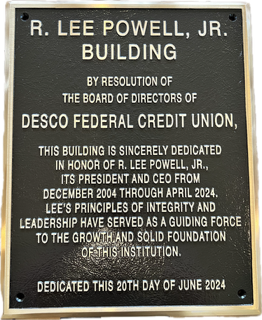 R. LEE POWELL, JR.
BUILDING
BY RESOLUTION OF
THE BOARD OF DIRECTORS OF
DESCO FEDERAL CREDIT UNION,
THIS BUILDING IS SINCERELY DEDICATED
IN HONOR OF R. LEE POWELL, JR.,
ITS PRESIDENT AND CEO FROM
DECEMBER 2004 THROUGH APRIL 2024.
LEE'S PRINCIPLES OF INTEGRITY AND
LEADERSHIP HAVE SERVED AS A GUIDING FORCE
TO THE GROWTH AND SOLID FOUNDATION
OF THIS INSTITUTION.
DEDICATED THIS 20TH DAY OF JUNE 2024